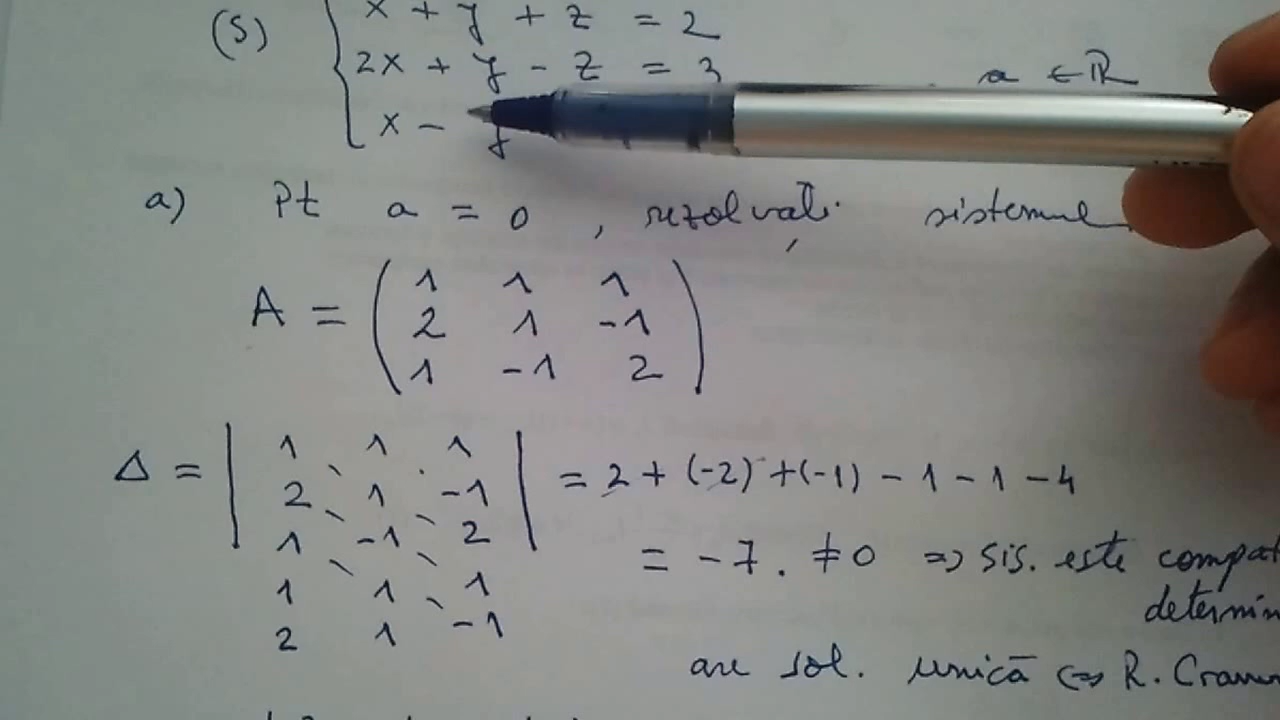 (S) { x + y + z = 2
2x + y - z = 3
x - y
a ∈ ℝ
a) Pt a = 0, rezolvați sistemul
A = ( 1 1 1
2 1 -1
1 -1 2 )
Δ = | 1 1 1
2 1 -1
1 -1 2 |
1 1 1
2 1 -1
= 2 + (-2) + (-1) - 1 - 1 - 4
= -7. ≠ 0 => sis. este compat
determin
are sol. unică <=> R. Cram